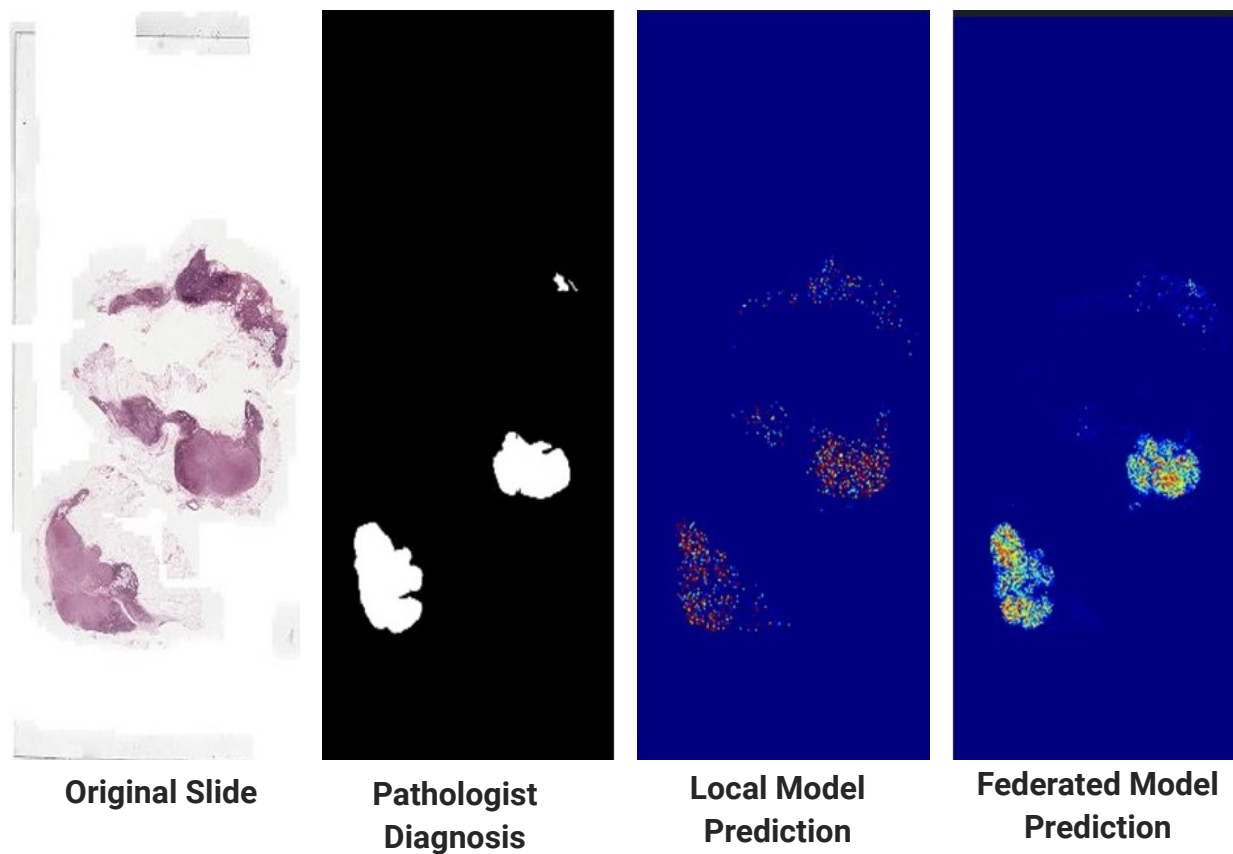 Original Slide
Pathologist
Diagnosis
Local Model
Prediction
Federated Model
Prediction